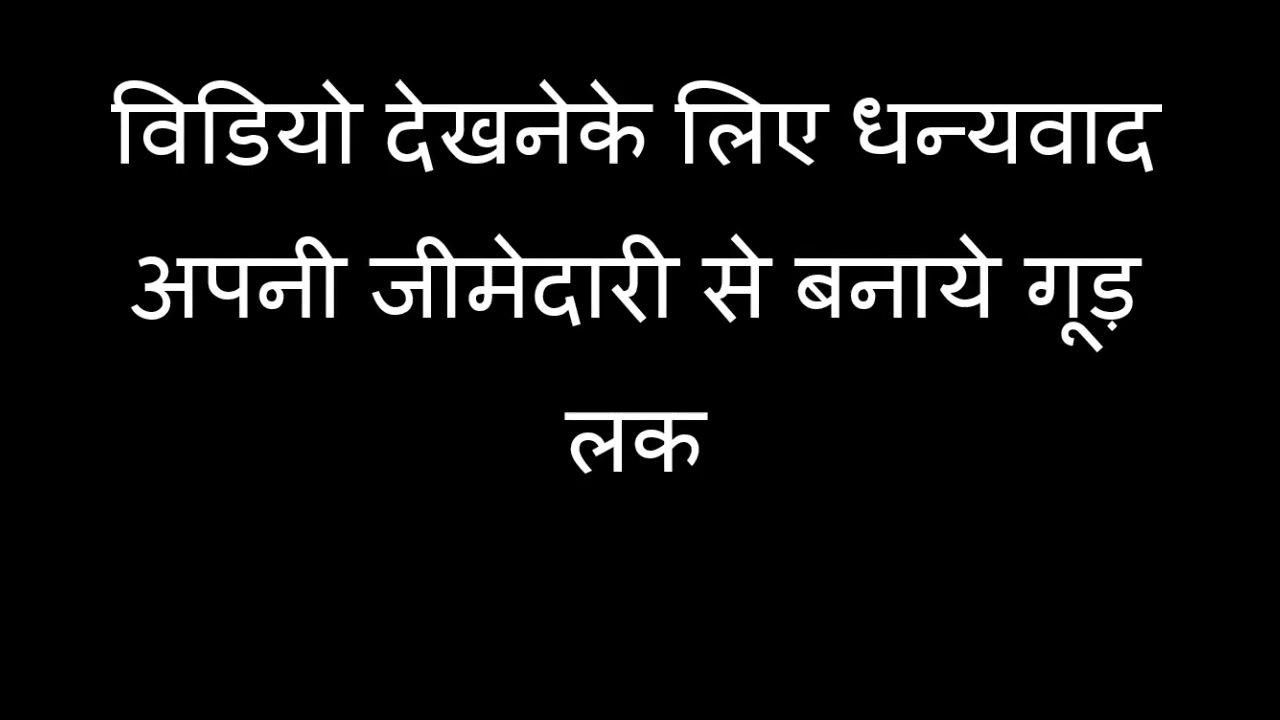 विडियो देखनेके लिए धन्यवाद
अपनी जीमेदारी से बनाये गूड़
लक